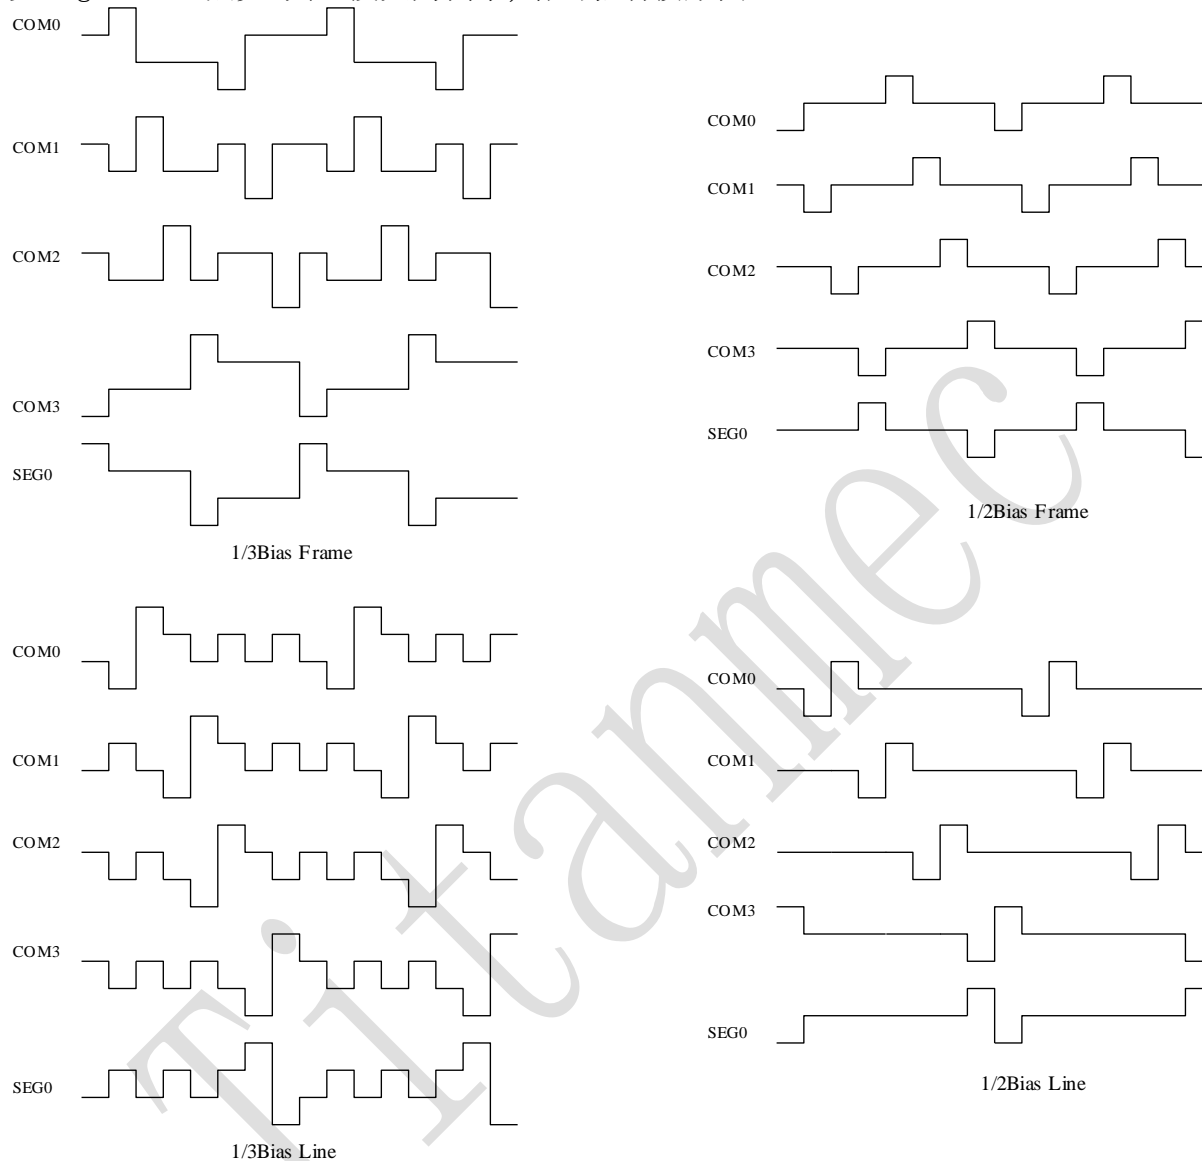 COM0
COM1
COM2
COM3
SEG0
1/3Bias Frame
COM0
COM1
COM2
COM3
SEG0
1/2Bias Frame
COM0
COM1
COM2
COM3
SEG0
1/3Bias Line
COM0
COM1
COM2
COM3
SEG0
1/2Bias Line
Titanmec